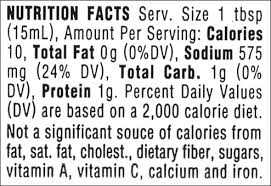 NUTRITION FACTS Serv. Size 1 tbsp
(15mL), Amount Per Serving: Calories
10, Total Fat 0g (0%DV), Sodium 575
mg (24% DV), Total Carb. 1g (0%
DV), Protein 1g. Percent Daily Values
(DV) are based on a 2,000 calorie diet.
Not a significant souce of calories from
fat, sat. fat, cholest., dietary fiber, sugars,
vitamin A, vitamin C, calcium and iron.